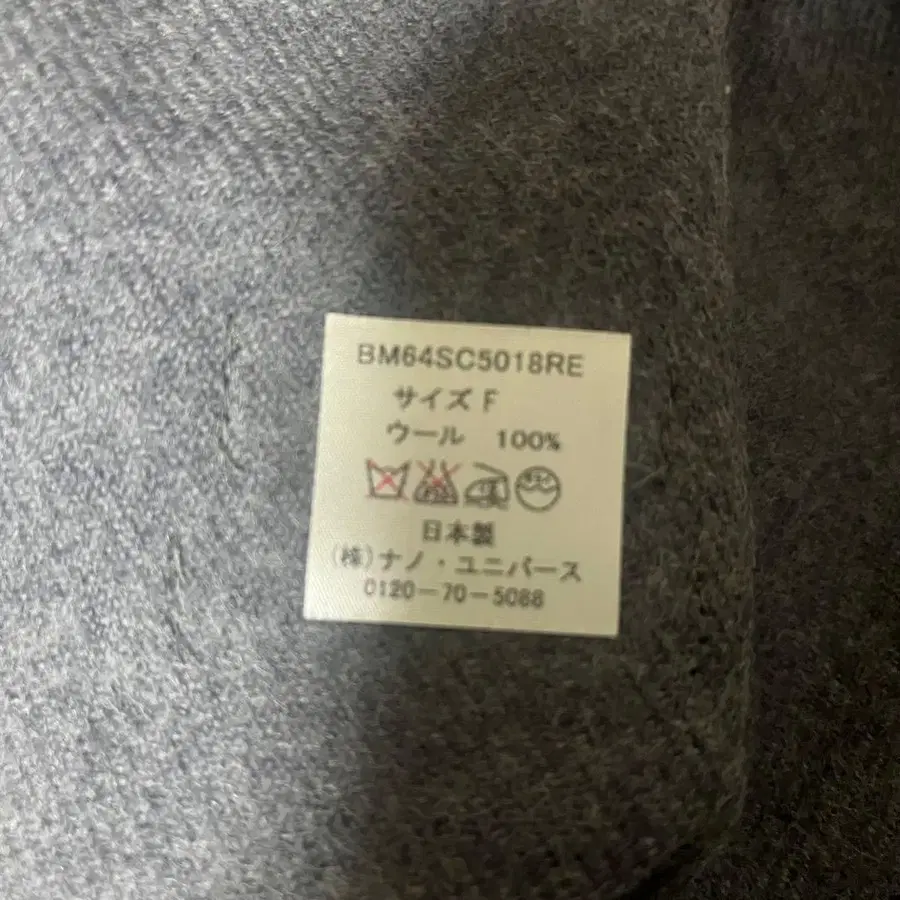 BM64SC5018RE
サイズ F
ウール 100%
日本製
(株)ナノ・ユニバース
0120-70-5088